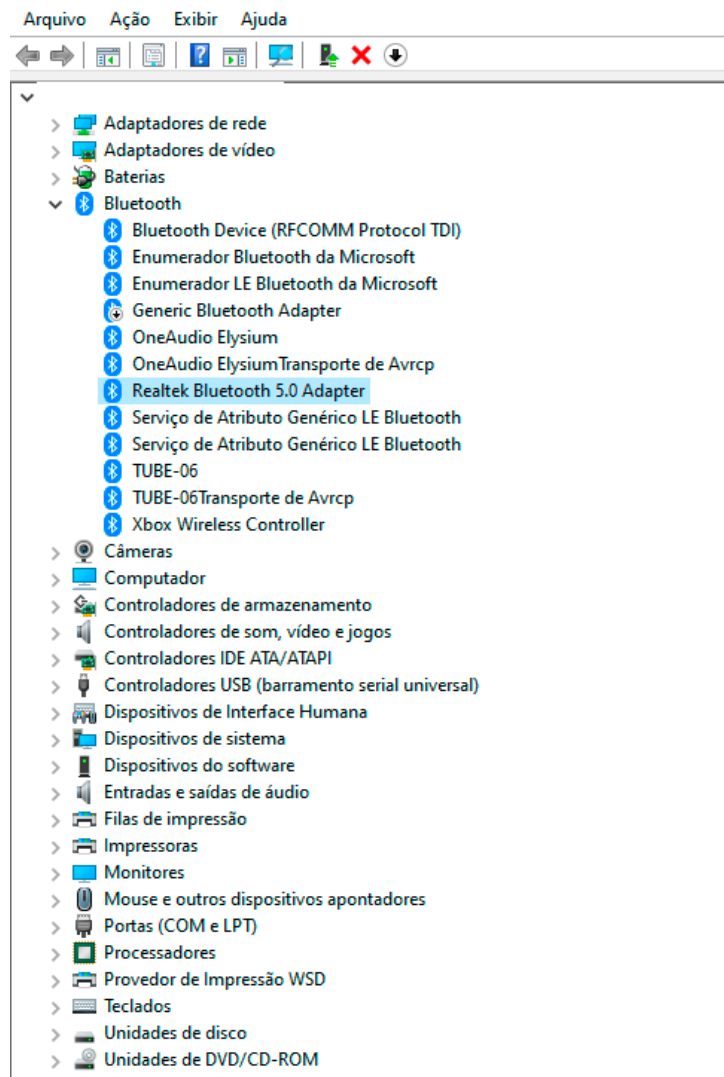 Arquivo Ação Exibir Ajuda
Adaptadores de rede
Adaptadores de vídeo
Baterias
Bluetooth
Bluetooth Device (RFCOMM Protocol TDI)
Enumerador Bluetooth da Microsoft
Enumerador LE Bluetooth da Microsoft
Generic Bluetooth Adapter
OneAudio Elysium
OneAudio ElysiumTransporte de Avrcp
Realtek Bluetooth 5.0 Adapter
Serviço de Atributo Genérico LE Bluetooth
Serviço de Atributo Genérico LE Bluetooth
TUBE-06
TUBE-06Transporte de Avrcp
Xbox Wireless Controller
Câmeras
Computador
Controladores de armazenamento
Controladores de som, vídeo e jogos
Controladores IDE ATA/ATAPI
Controladores USB (barramento serial universal)
Dispositivos de Interface Humana
Dispositivos de sistema
Dispositivos do software
Entradas e saídas de áudio
Filas de impressão
Impressoras
Monitores
Mouse e outros dispositivos apontadores
Portas (COM e LPT)
Processadores
Provedor de Impressão WSD
Teclados
Unidades de disco
Unidades de DVD/CD-ROM